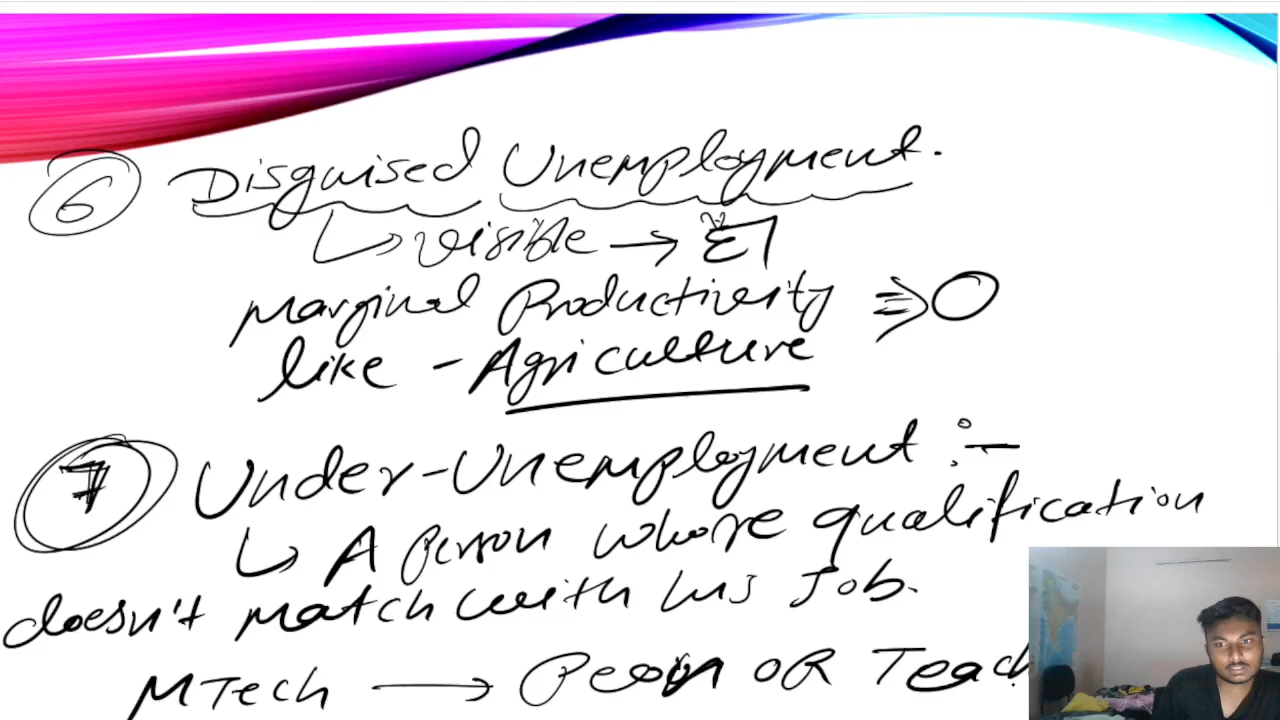 6 Disguised Unemployment.
↳ visible →
Marginal Productivity ⇒ 0
like - Agriculture
7 Under-Unemployment :-
↳ A Person whose qualification
doesn't match with his Job.
MTech → Peon OR Teach